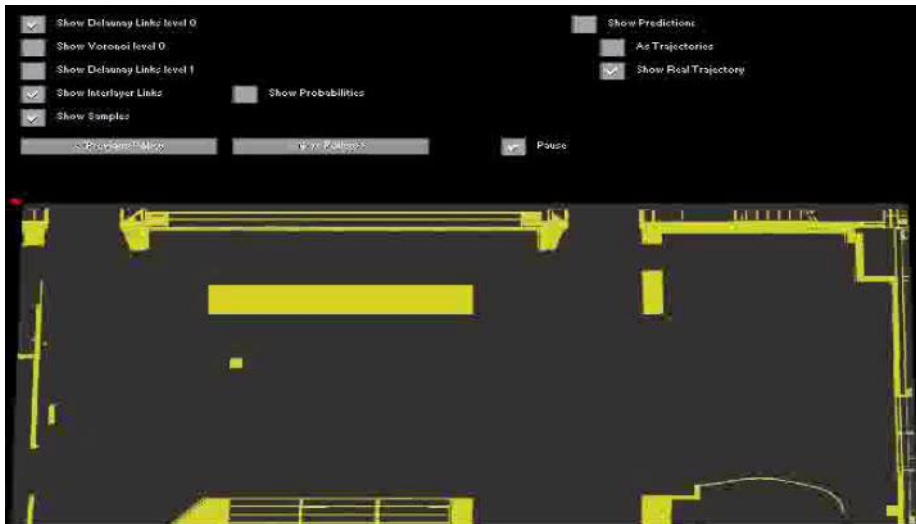 Show Delaunay Links level 0
Show Predictions
Show Voronoi level 0
As Trajectories
Show Delaunay Links level 1
Show Real Trajectory
Show Interlayer Links
Show Probabilities
Show Samples
Pause